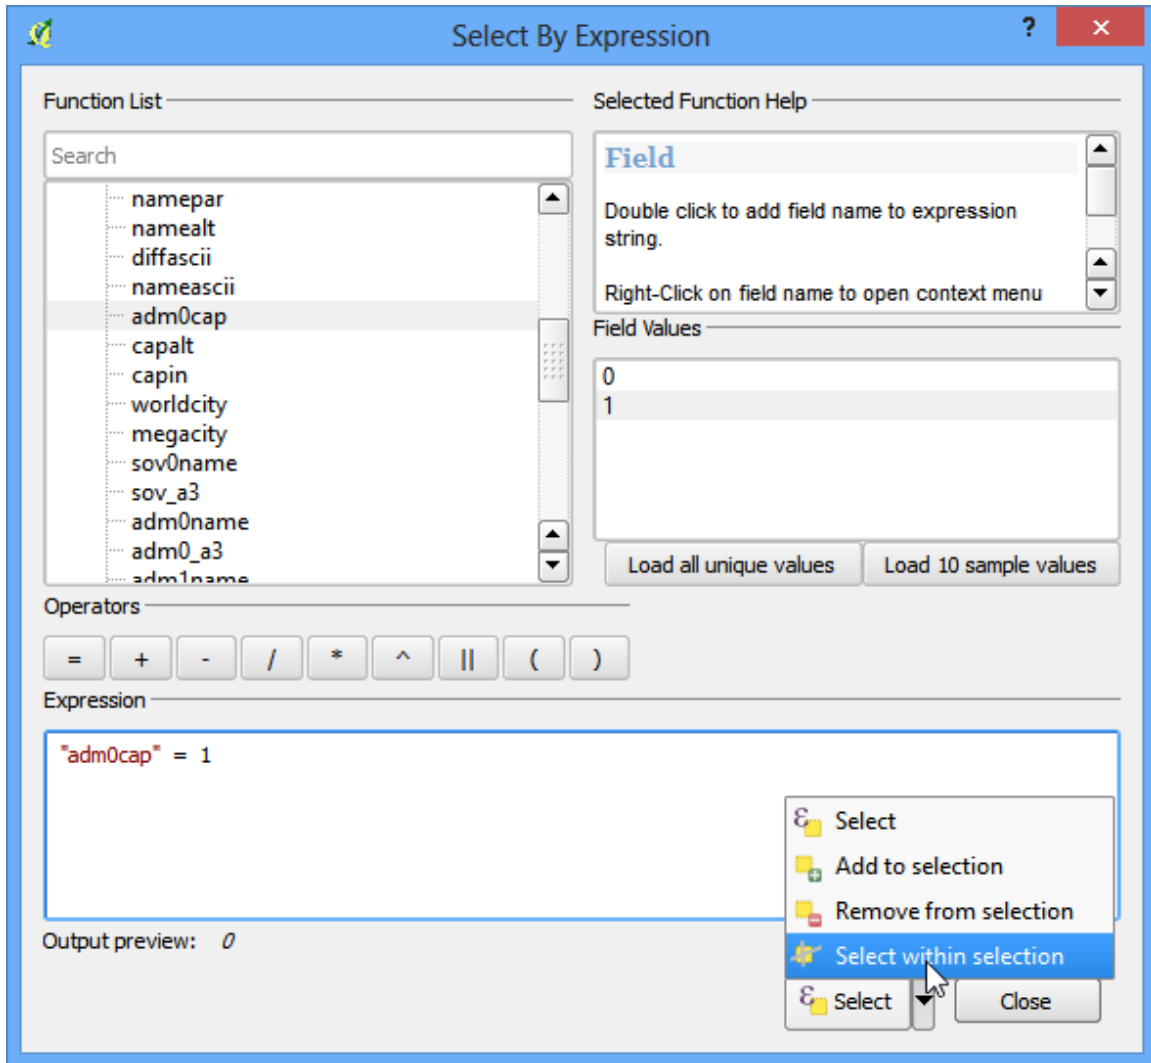 Select By Expression
?
×
Function List
Search
namepar
namealt
diffascii
nameascii
adm0cap
capalt
capin
worldcity
megacity
sov0name
sov_a3
adm0name
adm0_a3
adm1name
Selected Function Help
Field
Double click to add field name to expression
string.
Right-Click on field name to open context menu
Field Values
0
1
Load all unique values Load 10 sample values
Operators
= + - / * ^ || ( )
Expression
"adm0cap" = 1
Select
Add to selection
Remove from selection
Select within selection
Output preview: 0
Select Close